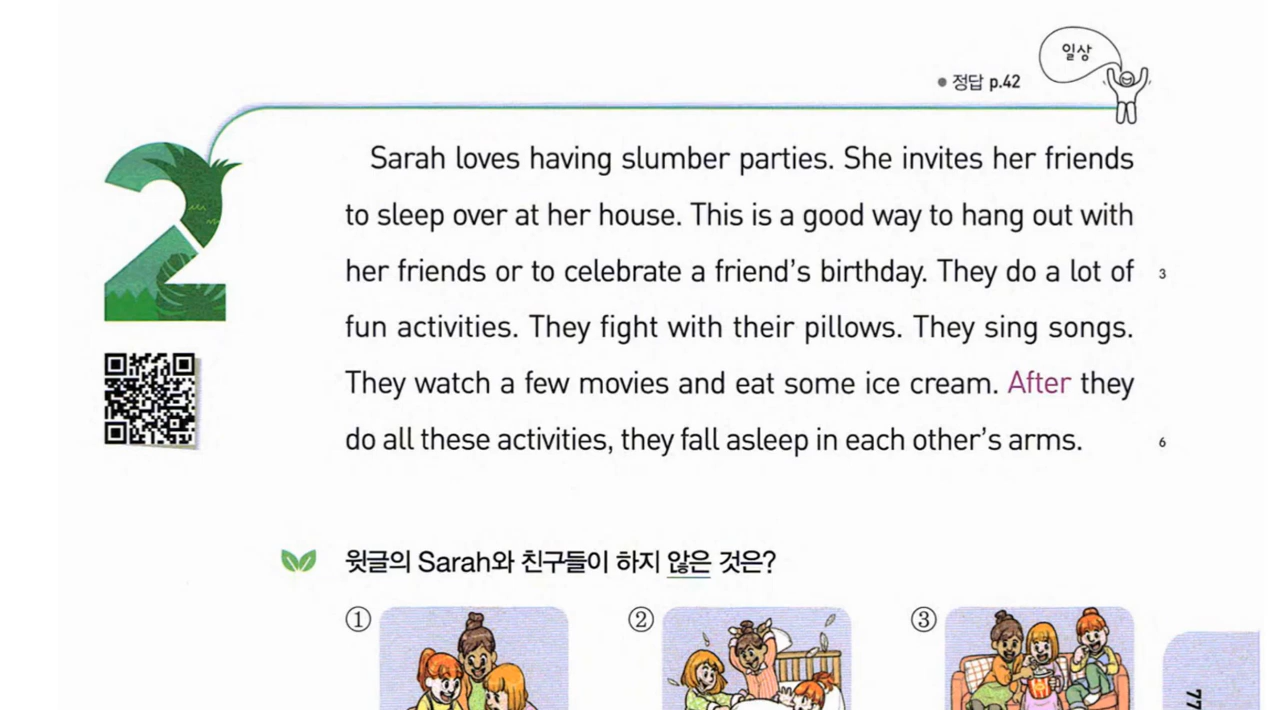 일상
● 정답 p.42
2
Sarah loves having slumber parties. She invites her friends
to sleep over at her house. This is a good way to hang out with
her friends or to celebrate a friend's birthday. They do a lot of 3
fun activities. They fight with their pillows. They sing songs.
They watch a few movies and eat some ice cream. After they
do all these activities, they fall asleep in each other's arms. 6
윗글의 Sarah와 친구들이 하지 않은 것은?
① ② ③
77